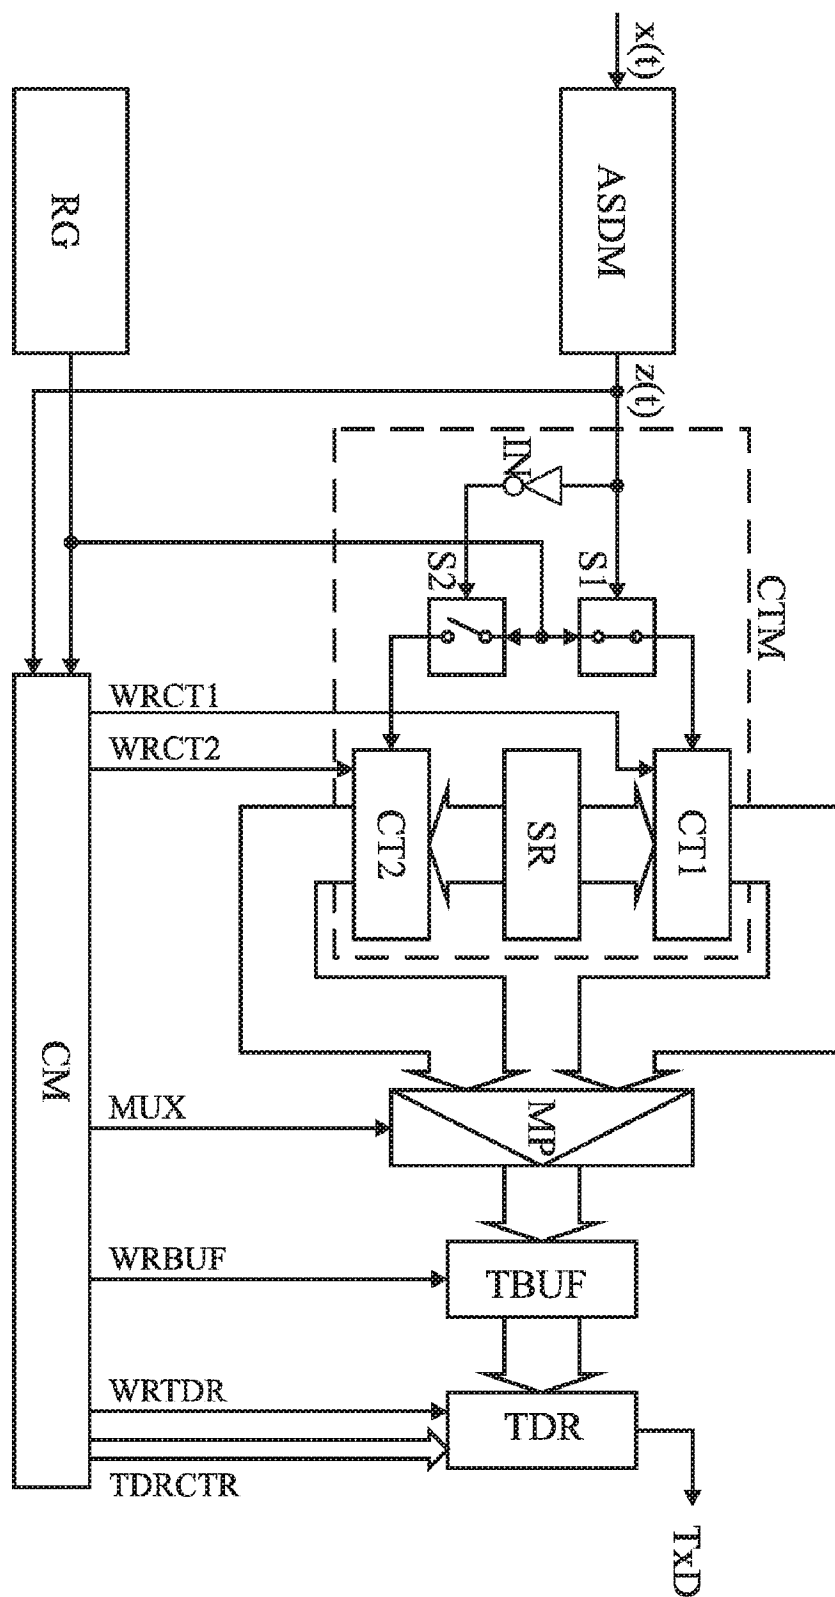 x(t)
RG
ASDM
z(t)
IN
S2
S1
CTM
WRCT1
WRCT2
CT2
SR
CT1
CM
MUX
MP
WRBUF
TBUF
WRTDR
TDR
TDRCTR
TxD